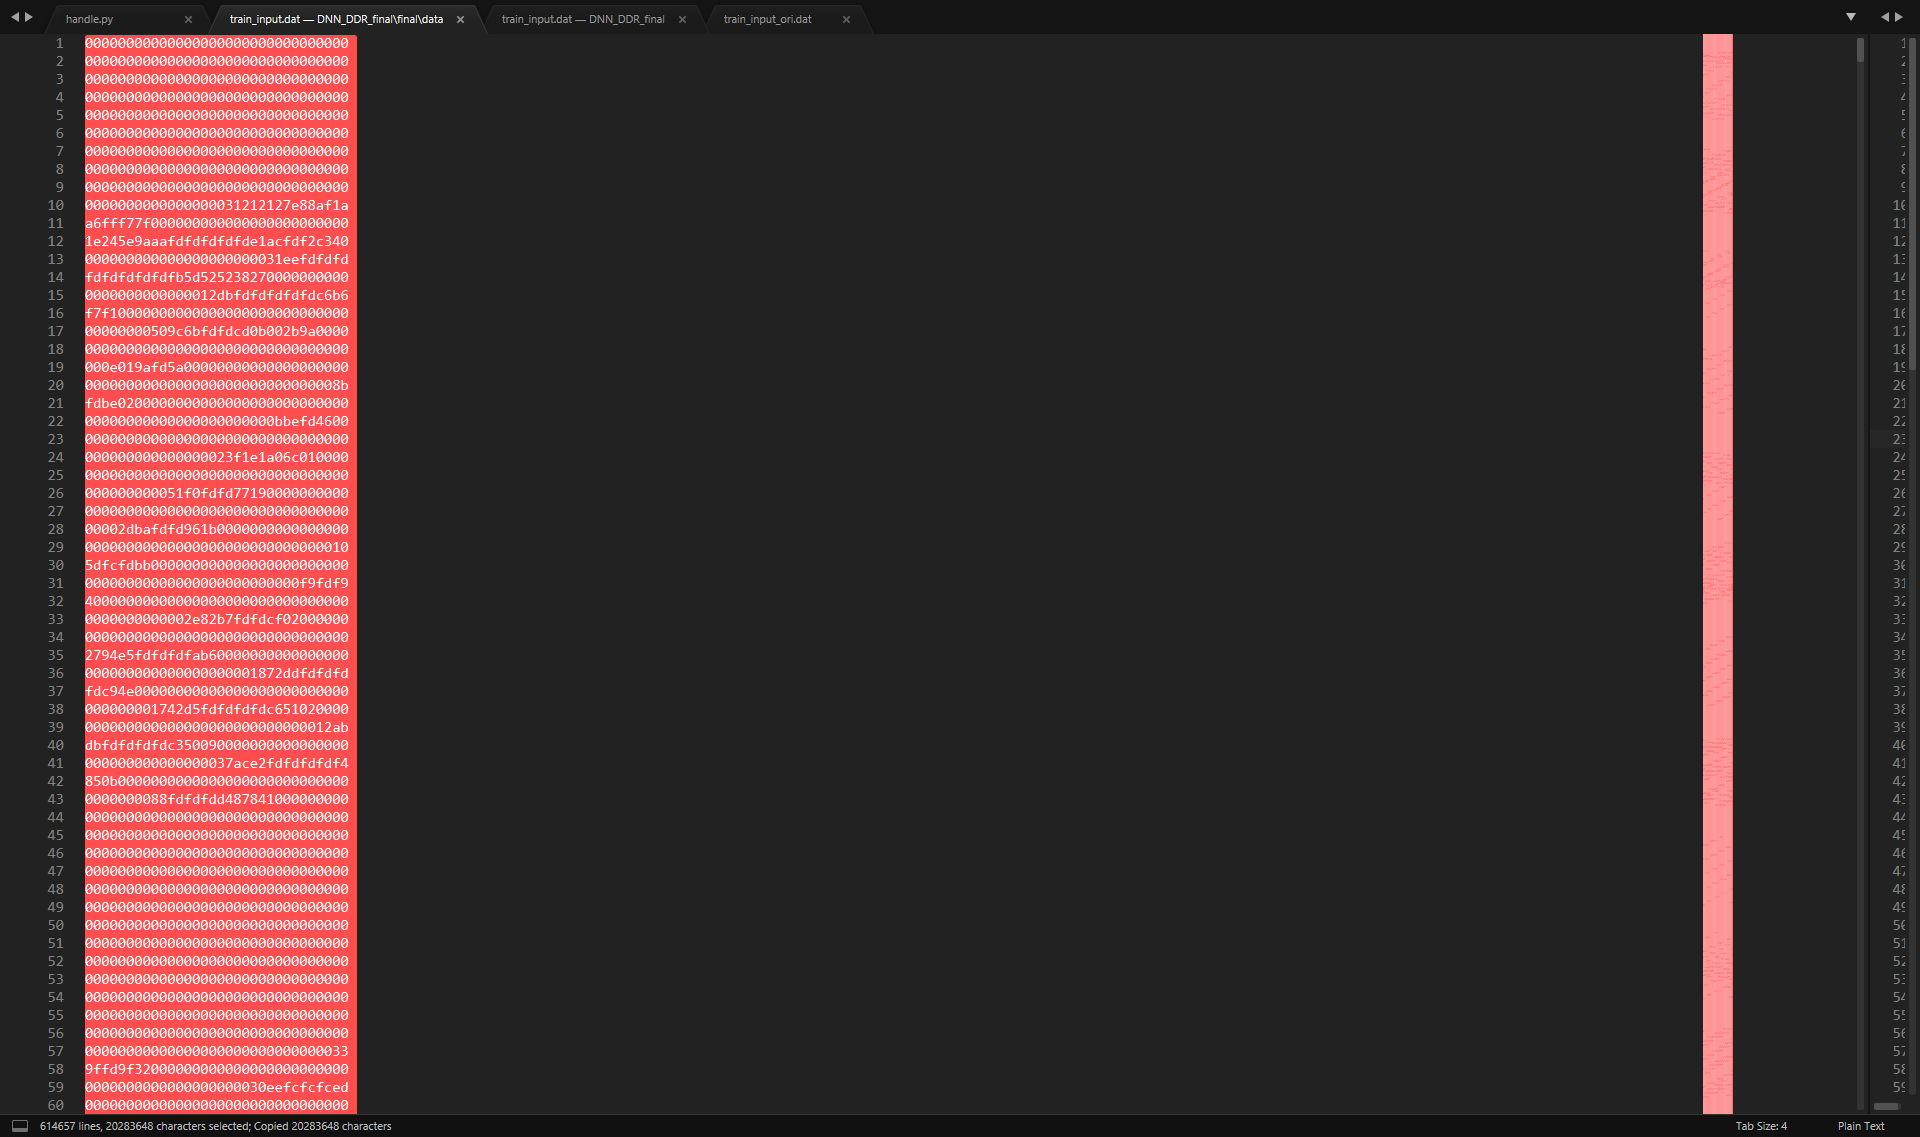 handle.py
train_input.dat — DNN_DDR_final\final\data
train_input.dat — DNN_DDR_final
train_input_ori.dat
1 00000000000000000000000000000000
2 00000000000000000000000000000000
3 00000000000000000000000000000000
4 00000000000000000000000000000000
5 00000000000000000000000000000000
6 00000000000000000000000000000000
7 00000000000000000000000000000000
8 00000000000000000000000000000000
9 00000000000000000000000000000000
10 0000000000000000031212127e88af1a
11 a6fff77f000000000000000000000000
12 1e245e9aaafdfdfdfdfde1acfdf2c340
13 000000000000000000000031eefdfdfd
14 fdfdfdfdfdfb5d525238270000000000
15 0000000000000012dbfdfdfdfdfdc6b6
16 f7f10000000000000000000000000000
17 00000000509c6bfdfdcd0b002b9a0000
18 00000000000000000000000000000000
19 000e019afd5a00000000000000000000
20 0000000000000000000000000000008b
21 fdbe0200000000000000000000000000
22 00000000000000000000000bbefd4600
23 00000000000000000000000000000000
24 000000000000000023f1e1a06c010000
25 00000000000000000000000000000000
26 000000000051f0fdfd77190000000000
27 00000000000000000000000000000000
28 00002dbafdfd961b0000000000000000
29 00000000000000000000000000000010
30 5dfcfdbb000000000000000000000000
31 00000000000000000000000000f9fdf9
32 40000000000000000000000000000000
33 0000000000002e82b7fdfdcf02000000
34 00000000000000000000000000000000
35 2794e5fdfdfdfab60000000000000000
36 000000000000000000001872ddfdfdfd
37 fdc94e00000000000000000000000000
38 000000001742d5fdfdfdfdc651020000
39 000000000000000000000000000012ab
40 dbfdfdfdfdc350090000000000000000
41 000000000000000037ace2fdfdfdfdf4
42 850b0000000000000000000000000000
43 0000000088fdfdfdd487841000000000
44 00000000000000000000000000000000
45 00000000000000000000000000000000
46 00000000000000000000000000000000
47 00000000000000000000000000000000
48 00000000000000000000000000000000
49 00000000000000000000000000000000
50 00000000000000000000000000000000
51 00000000000000000000000000000000
52 00000000000000000000000000000000
53 00000000000000000000000000000000
54 00000000000000000000000000000000
55 00000000000000000000000000000000
56 00000000000000000000000000000000
57 00000000000000000000000000000033
58 9ffd9f32000000000000000000000000
59 0000000000000000000030eefcfcfced
60 00000000000000000000000000000000
614657 lines, 20283648 characters selected; Copied 20283648 characters
Tab Size: 4
Plain Text